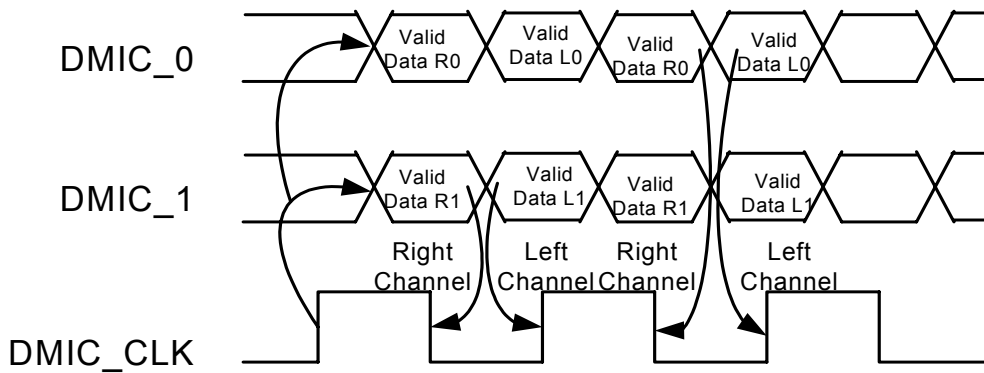 DMIC_0
Valid
Data R0
Valid
Data L0
Valid
Data R0
Valid
Data L0
DMIC_1
Valid
Data R1
Valid
Data L1
Valid
Data R1
Valid
Data L1
Right
Channel
Left
Channel
Right
Channel
Left
Channel
DMIC_CLK